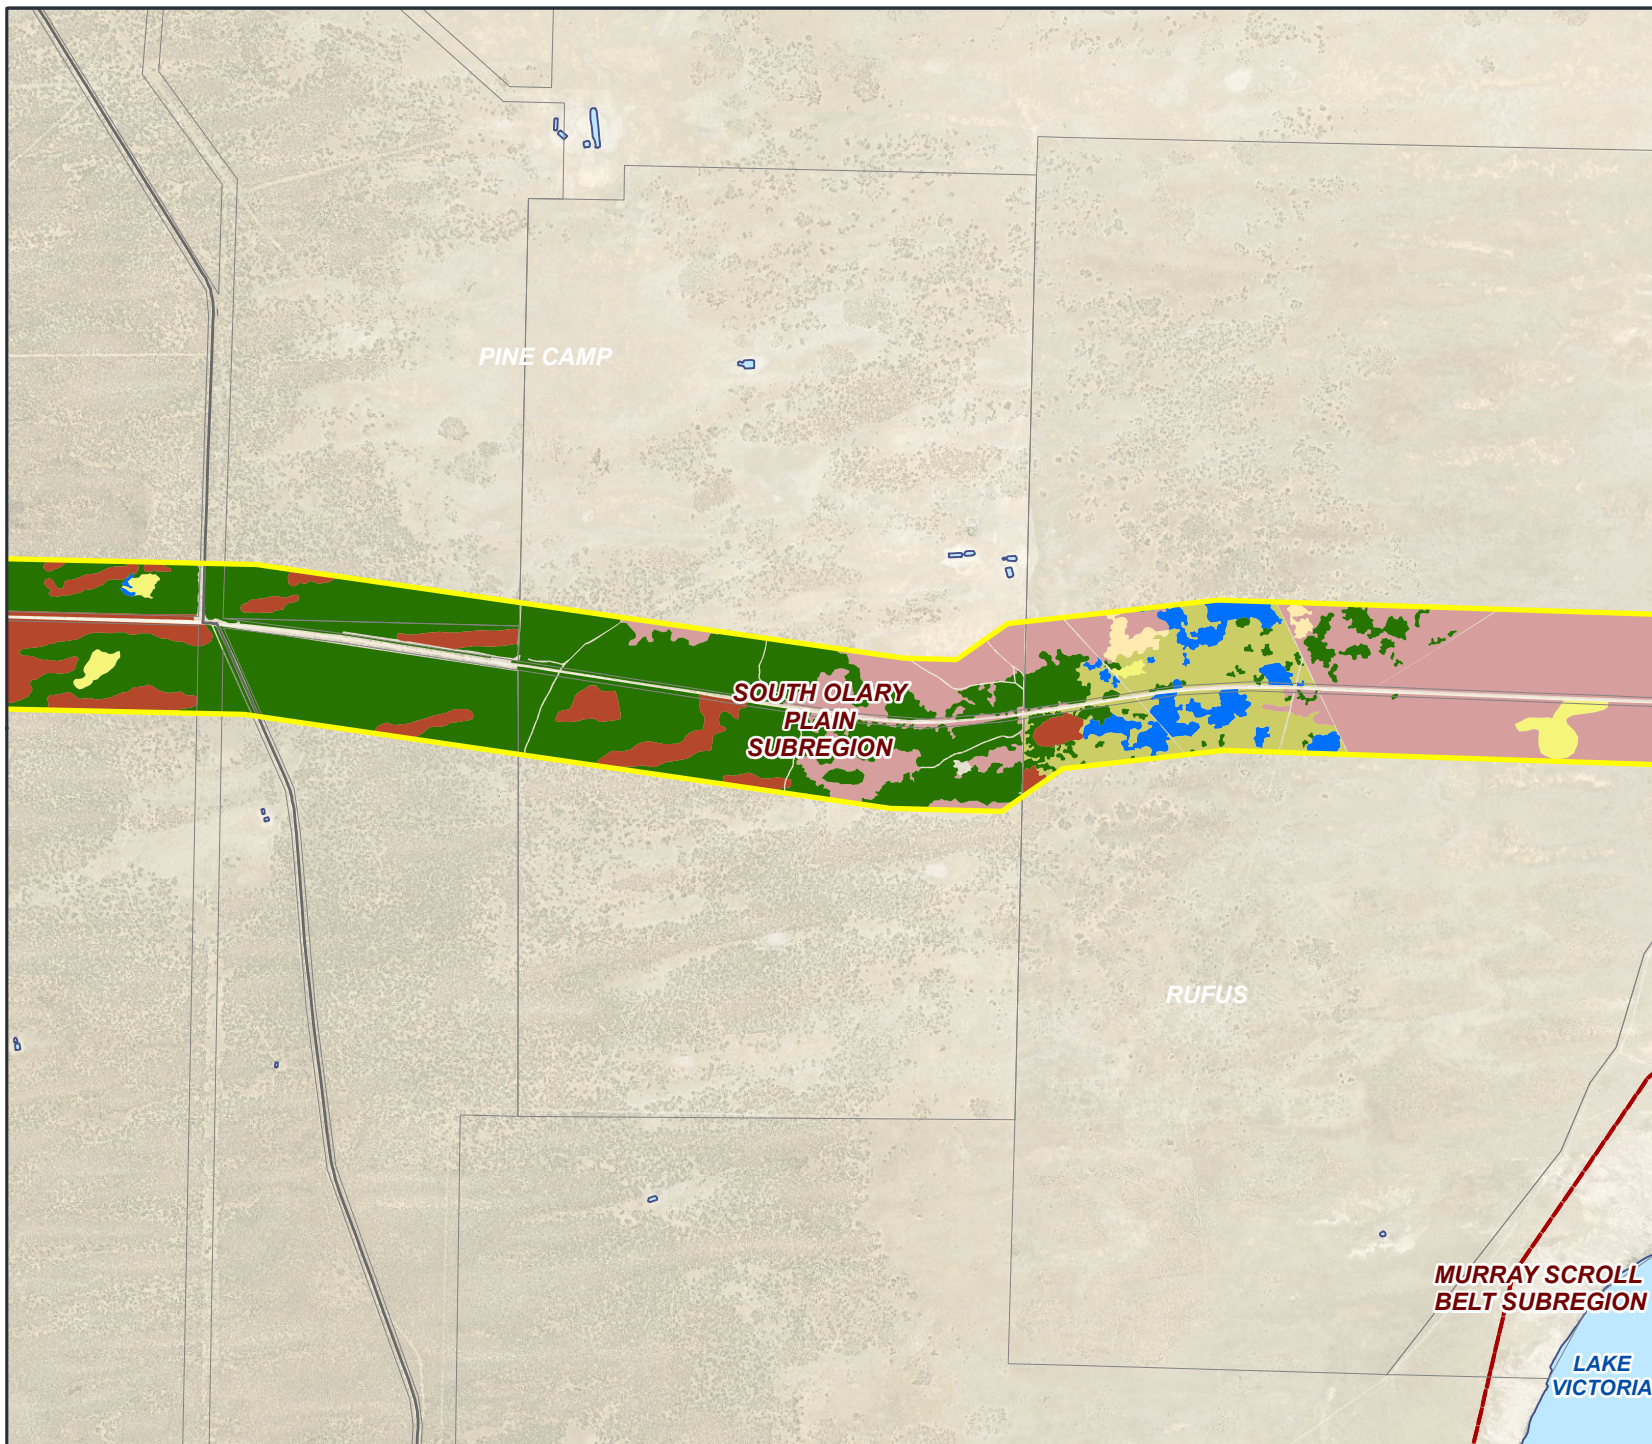 PINE CAMP
SOUTH OLARY
PLAIN
SUBREGION
RUFUS
MURRAY SCROLL
BELT SUBREGION
LAKE
VICTORIA